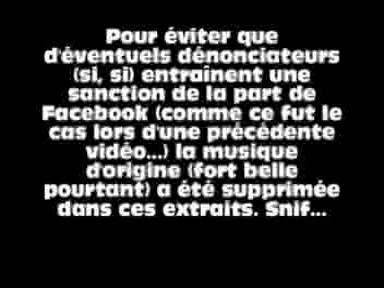 Pour éviter que
d'éventuels dénonciateurs
(si, si) entraînent une
sanction de la part de
Facebook (comme ce fut le
cas lors d'une précédente
vidéo...) la musique
d'origine (fort belle
pourtant) a été supprimée
dans ces extraits. Snif...